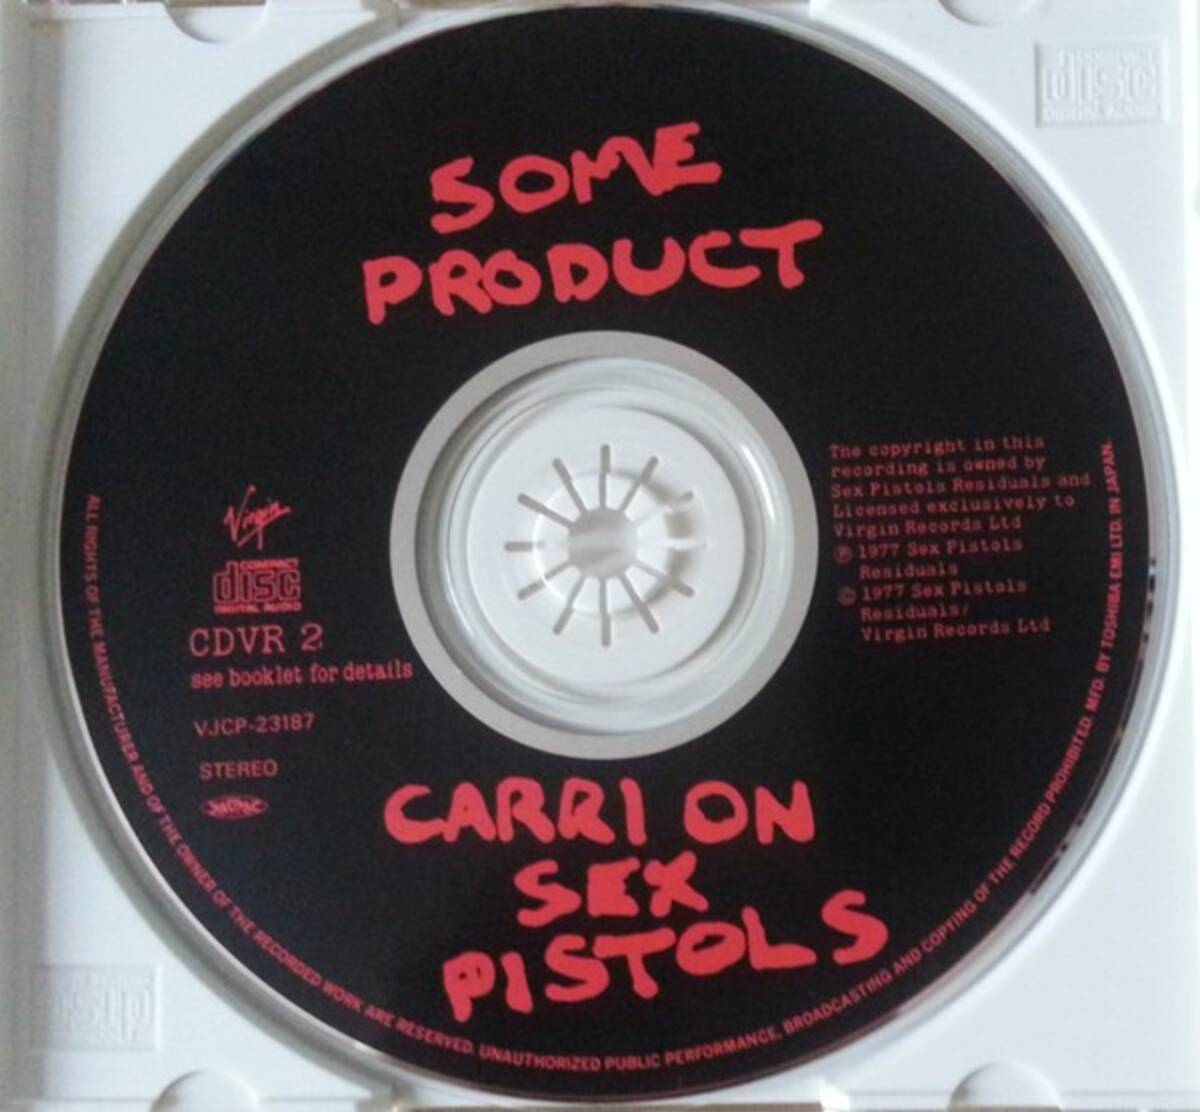 SOME
PRODUCT
Virgin
COMPACT
disc
DIGITAL AUDIO
CDVR 2
see booklet for details
VJCP-23187
STEREO
The copyright in this
recording is owned by
Sex Pistols Residuals and
Licensed exclusively to
Virgin Records Ltd
℗ 1977 Sex Pistols
Residuals
© 1977 Sex Pistols
Residuals/
Virgin Records Ltd
CARRI ON
SEX
PISTOLS
ALL RIGHTS OF THE MANUFACTURER AND OF THE OWNER OF THE RECORDED WORK ARE RESERVED. UNAUTHORIZED PUBLIC PERFORMANCE, BROADCASTING AND COPYING OF THE RECORD PROHIBITED. MFD. BY TOSHIBA EMI LTD. IN JAPAN.
disc
DIGITAL AUDIO